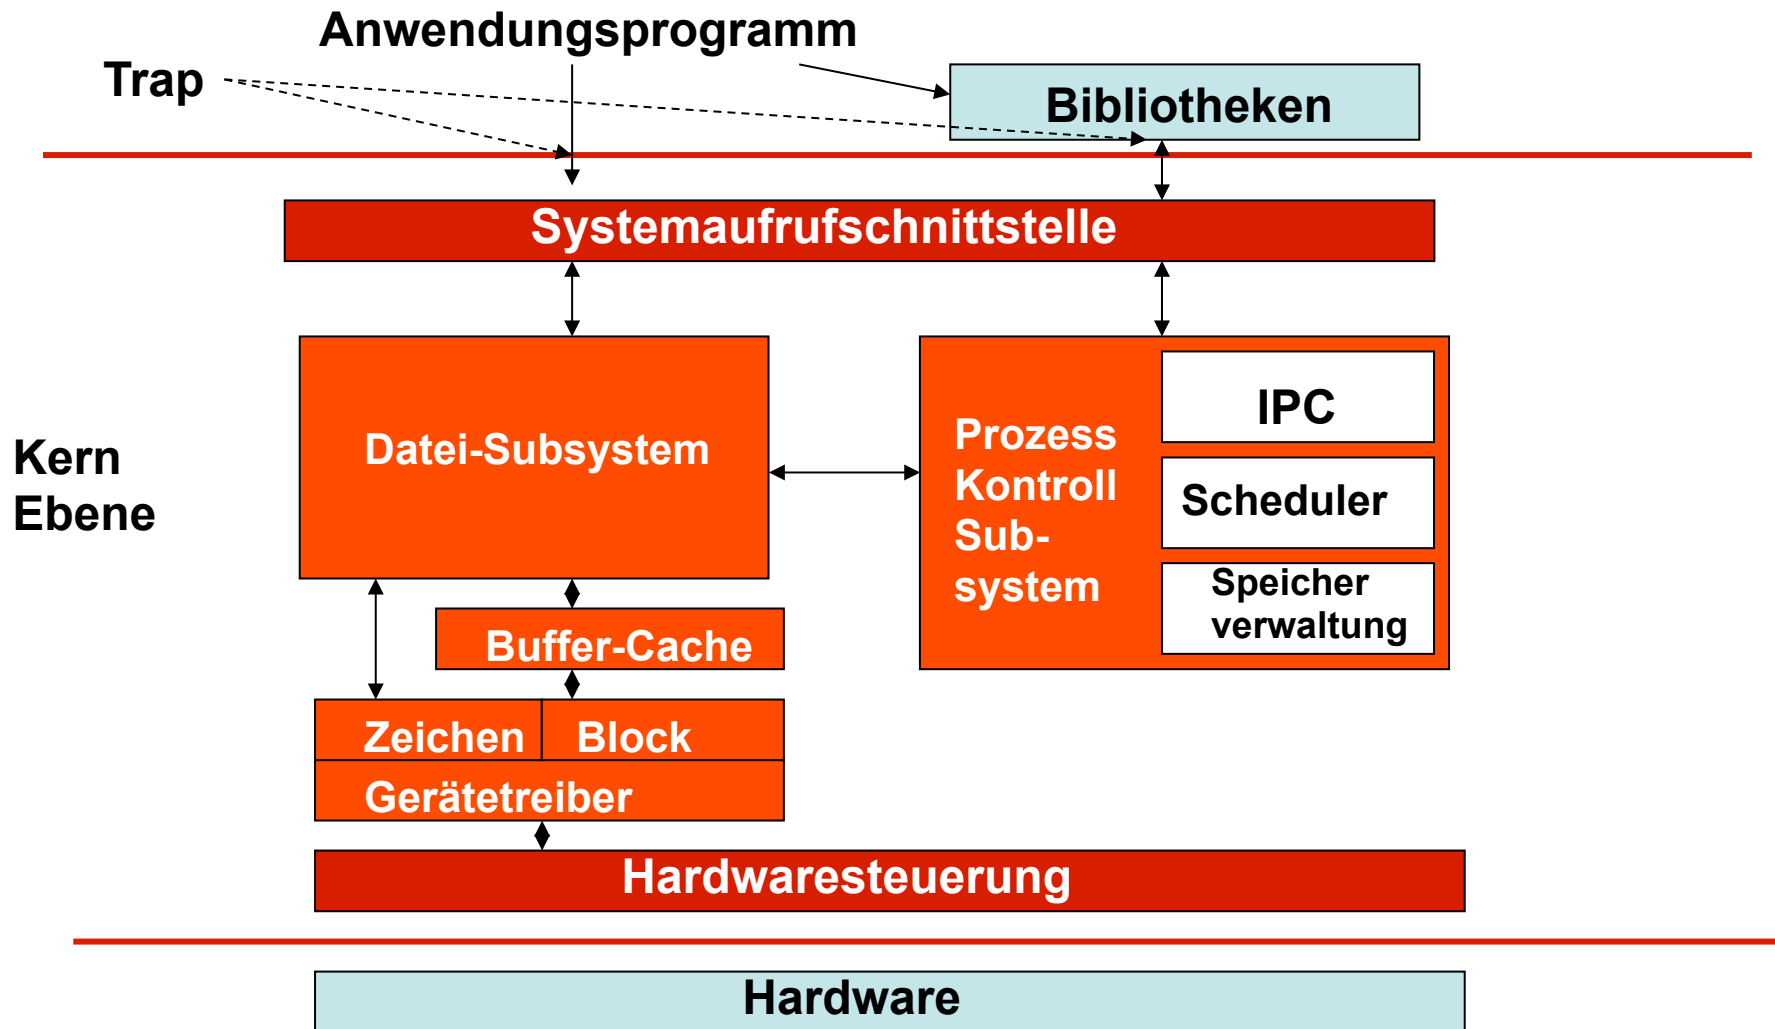 Anwendungsprogramm
Trap
Bibliotheken
Systemaufrufschnittstelle
Kern
Ebene
Datei-Subsystem
Prozess
Kontroll
Sub-
system
IPC
Scheduler
Speicher
verwaltung
Buffer-Cache
Zeichen
Block
Gerätetreiber
Hardwaresteuerung
Hardware